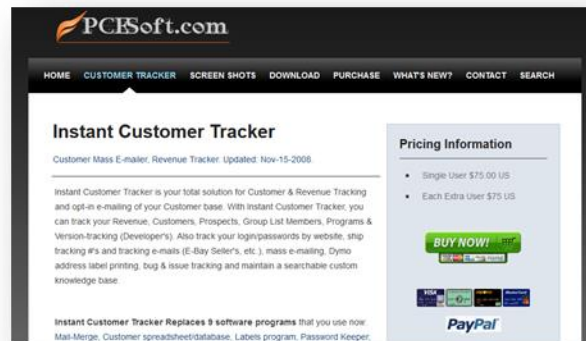 PCESoft.com
HOME CUSTOMER TRACKER SCREEN SHOTS DOWNLOAD PURCHASE WHAT'S NEW? CONTACT SEARCH
Instant Customer Tracker
Customer Mass E-mailer, Revenue Tracker. Updated: Nov-15-2008.
Instant Customer Tracker is your total solution for Customer & Revenue Tracking
and opt-in e-mailing of your Customer base. With Instant Customer Tracker, you
can track your Revenue, Customers, Prospects, Group List Members, Programs &
Version-tracking (Developer's). Also track your login/passwords by website, ship
tracking #'s and tracking e-mails (E-Bay Seller's, etc.), mass e-mailing, Dymo
address label printing, bug & issue tracking and maintain a searchable custom
knowledge base.
Instant Customer Tracker Replaces 9 software programs that you use now:
Mail-Merge, Customer spreadsheet/database, Labels program, Password Keeper,
Pricing Information
Single User $75.00 US
Each Extra User $75 US
BUY NOW!
VISA
PayPal